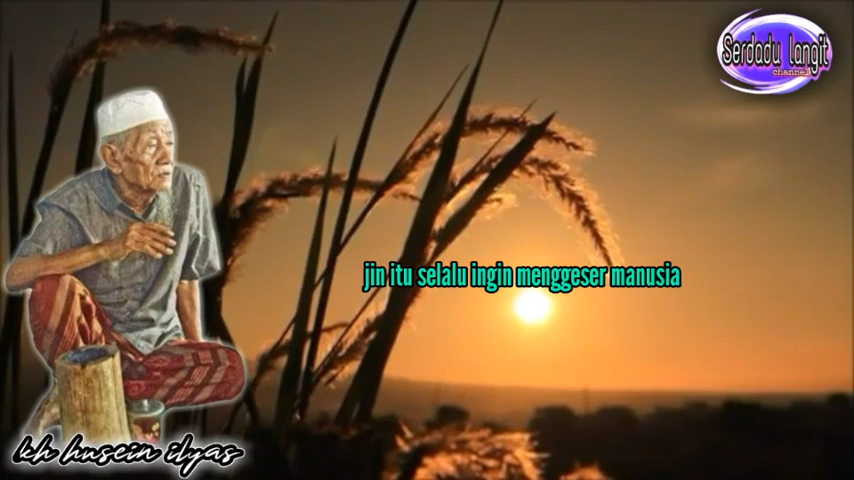 Serdadu langit
channel
jin itu selalu ingin menggeser manusia
kh husein ilyas